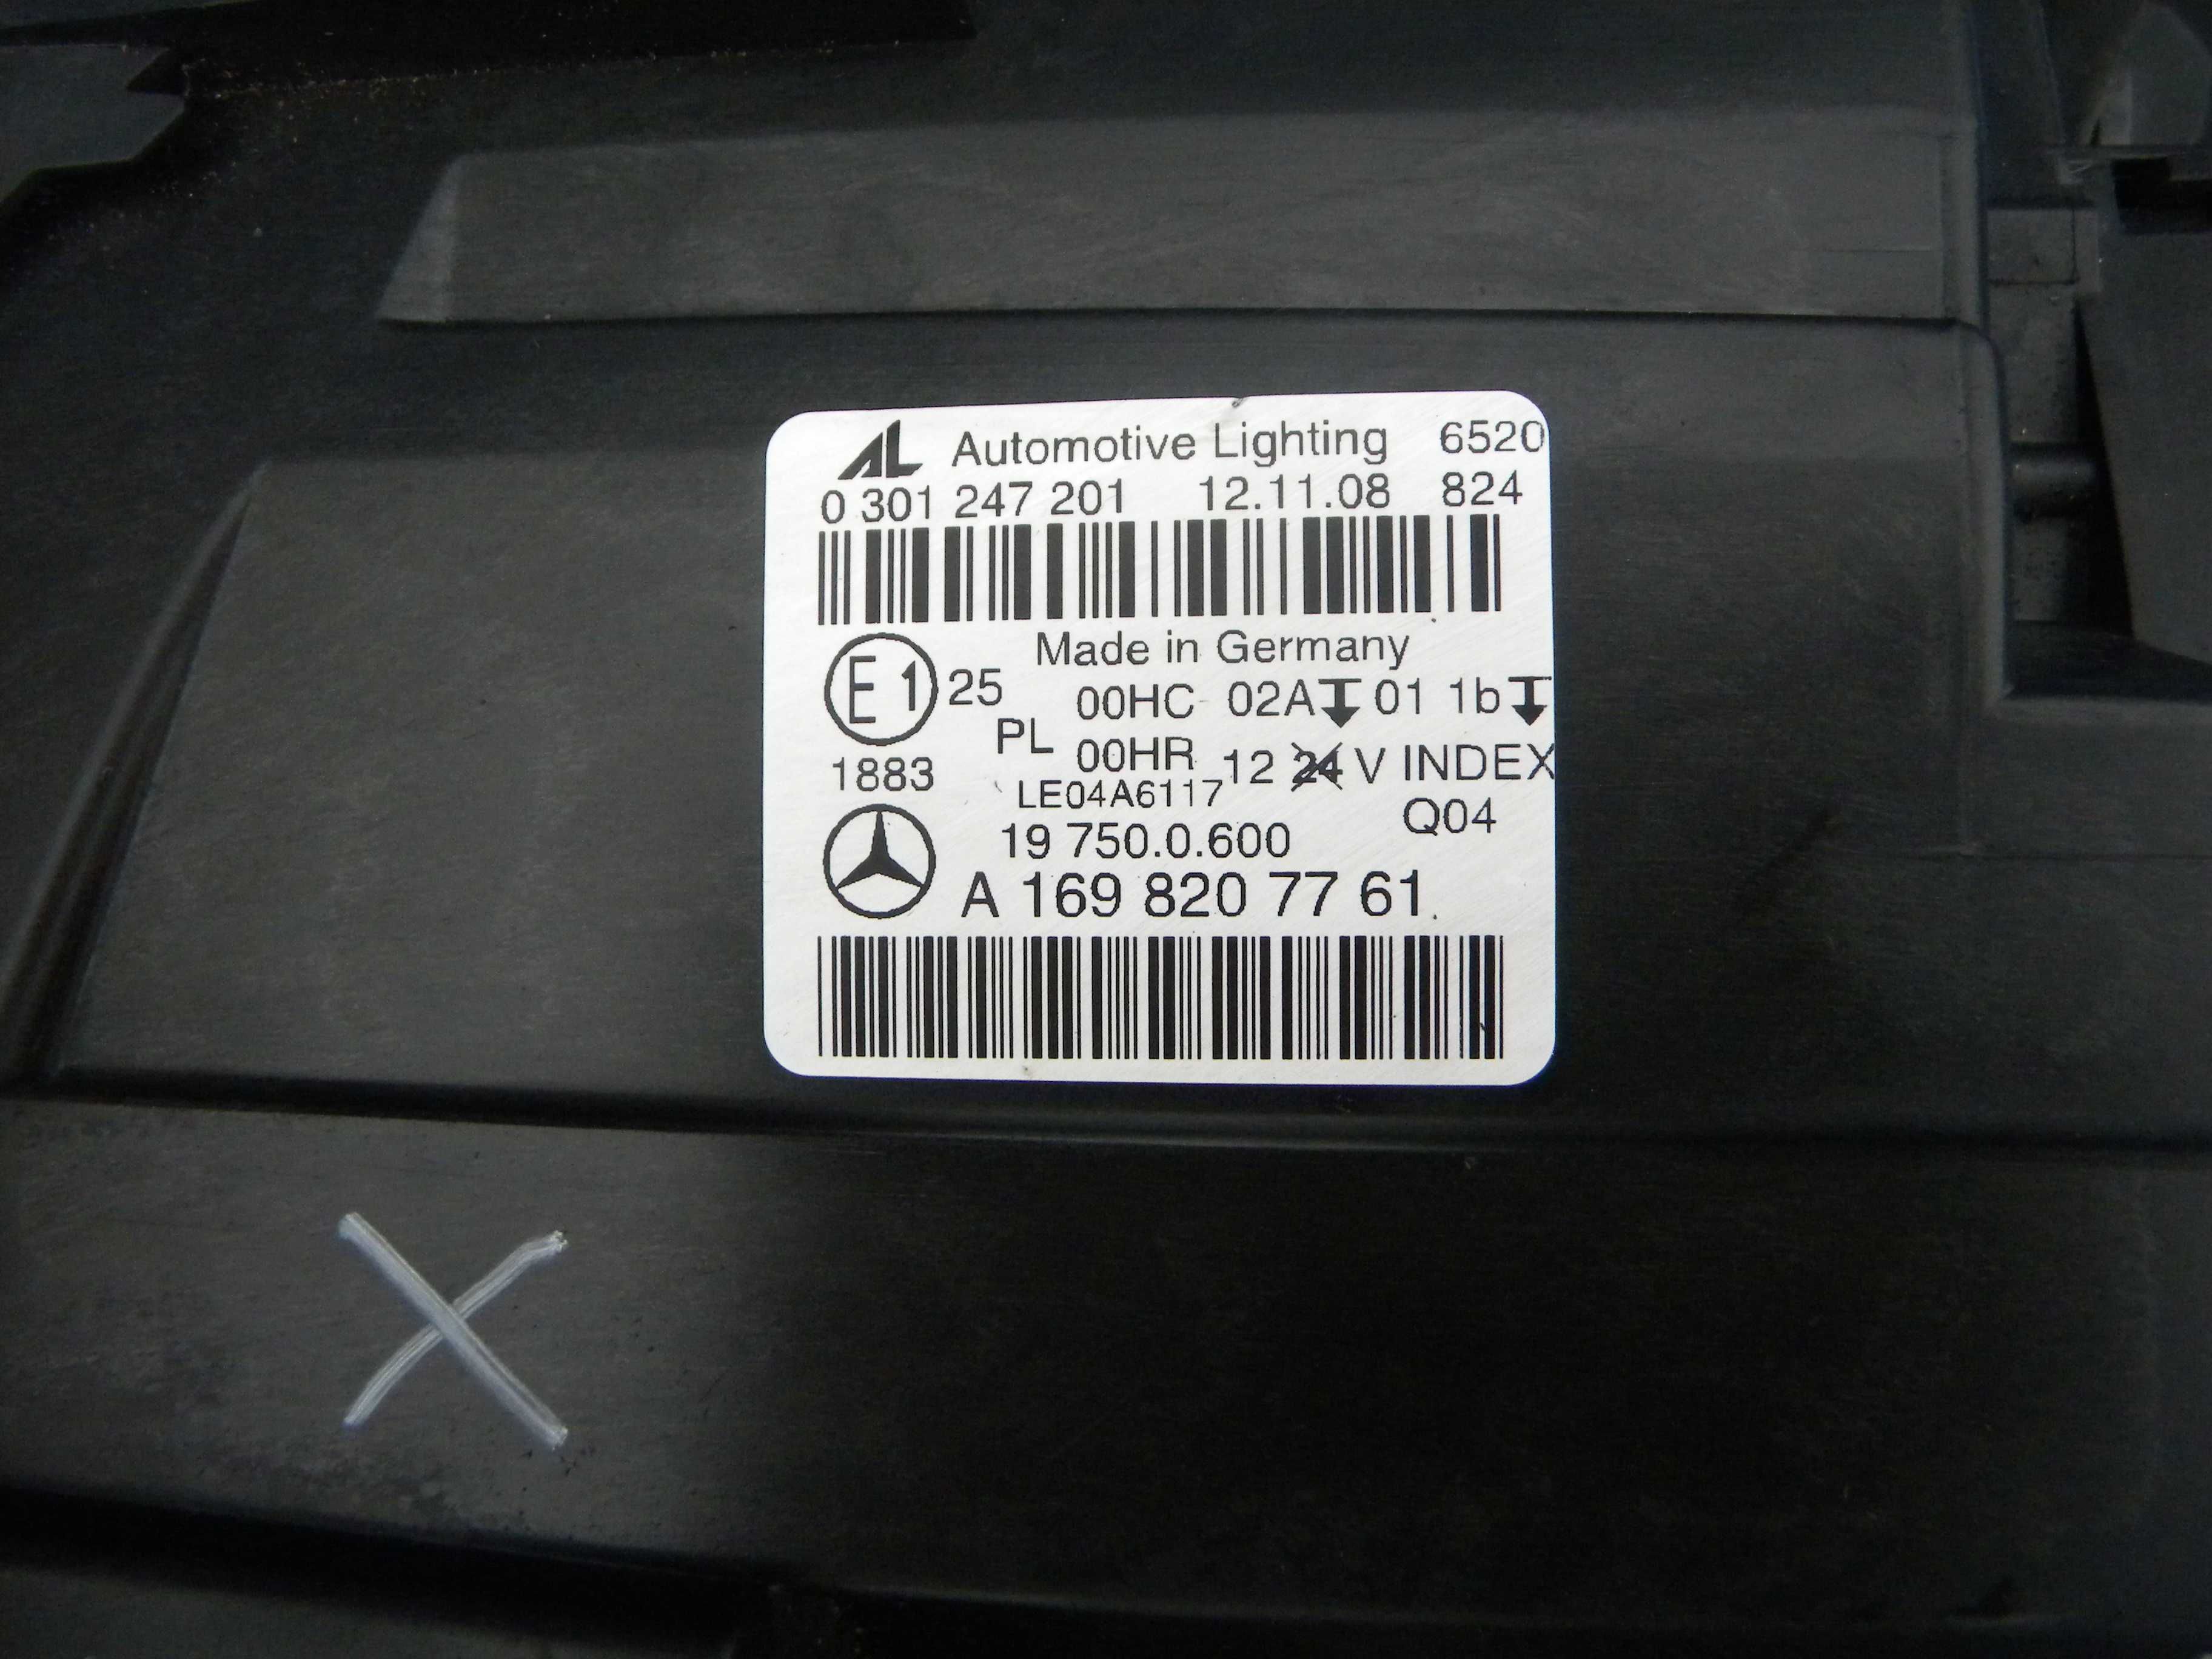 AL Automotive Lighting 6520
0 301 247 201 12.11.08 824
Made in Germany
E1 25 00HC 02A 01 1b
PL 00HR 12 24 V INDEX
1883 LE04A6117 Q04
19 750.0.600
A 169 820 77 61
X